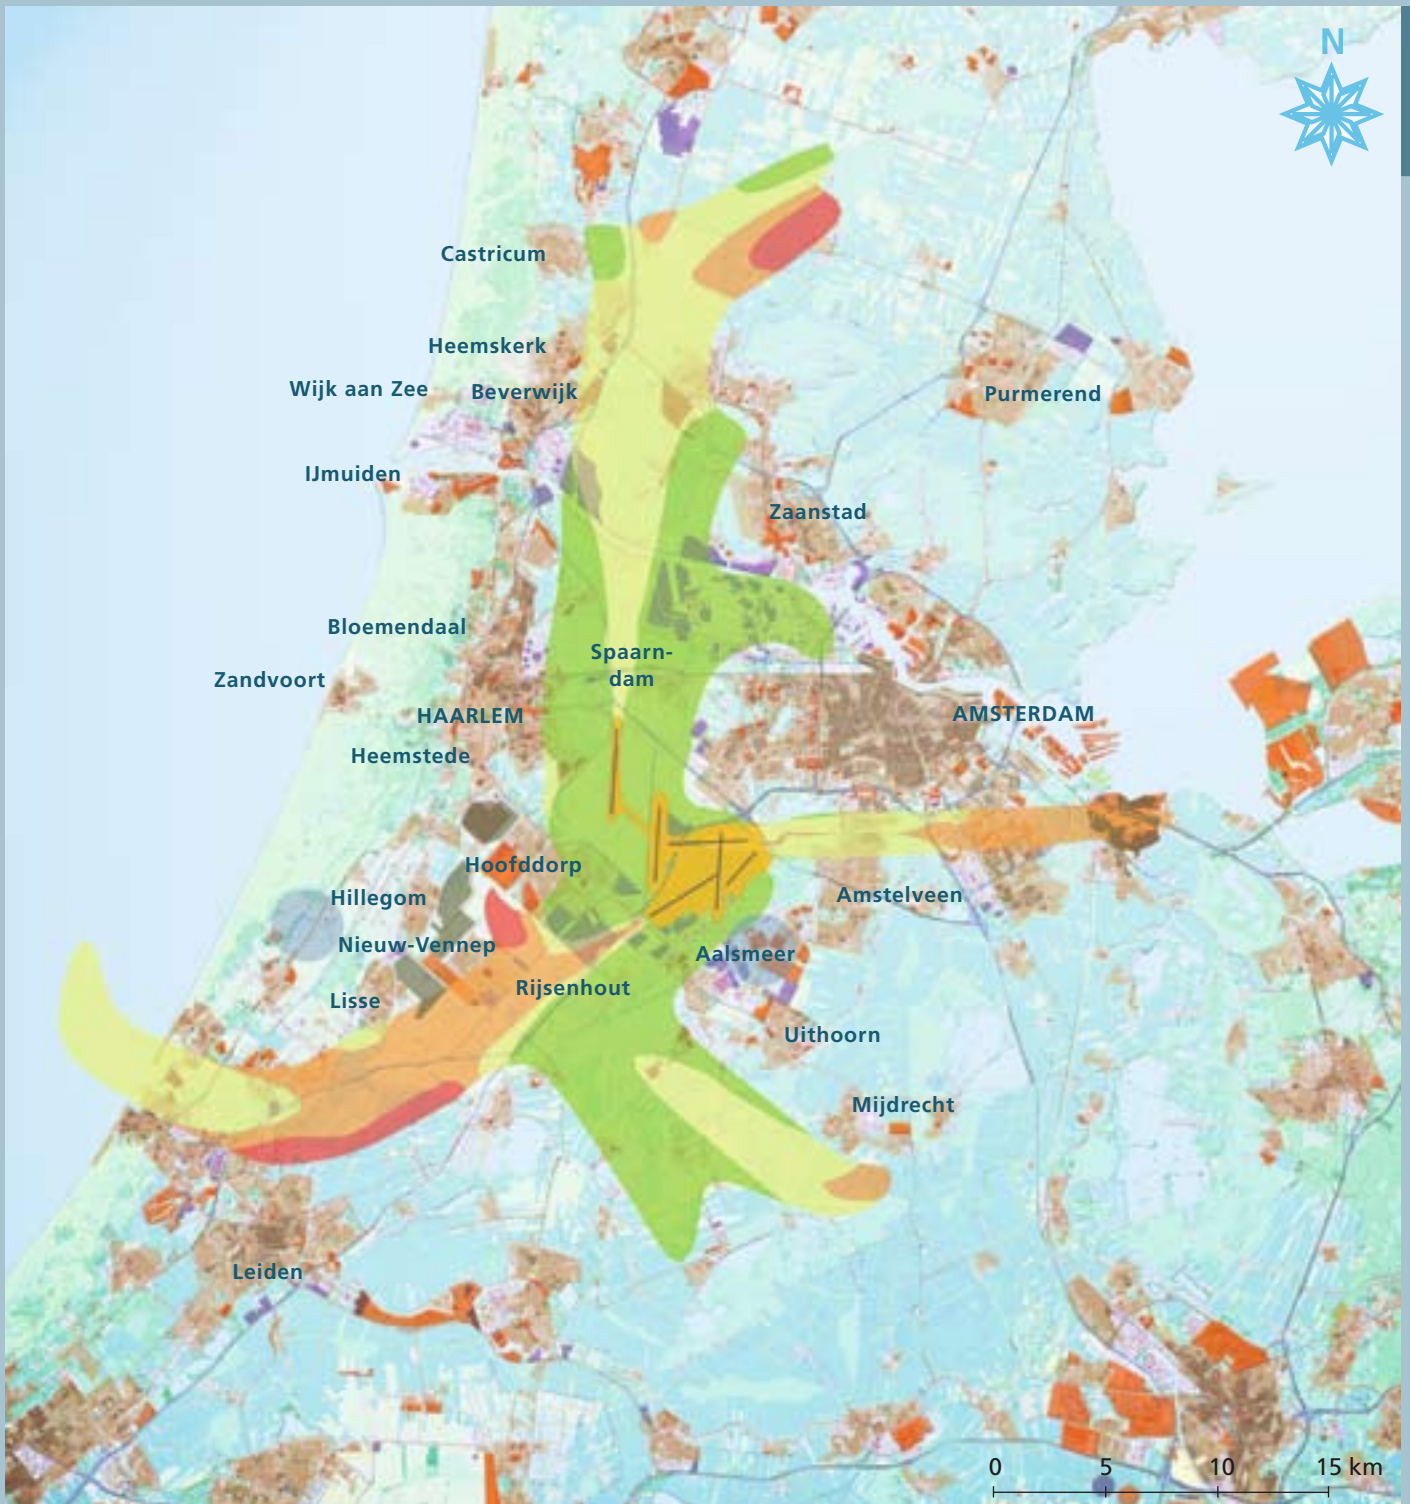 N
Castricum
Heemskerk
Wijk aan Zee
Beverwijk
Purmerend
IJmuiden
Zaanstad
Bloemendaal
Spaarn-
dam
Zandvoort
HAARLEM
AMSTERDAM
Heemstede
Hoofddorp
Hillegom
Amstelveen
Nieuw-Vennep
Aalsmeer
Rijsenhout
Lisse
Uithoorn
Mijdrecht
Leiden
0 5 10 15 km